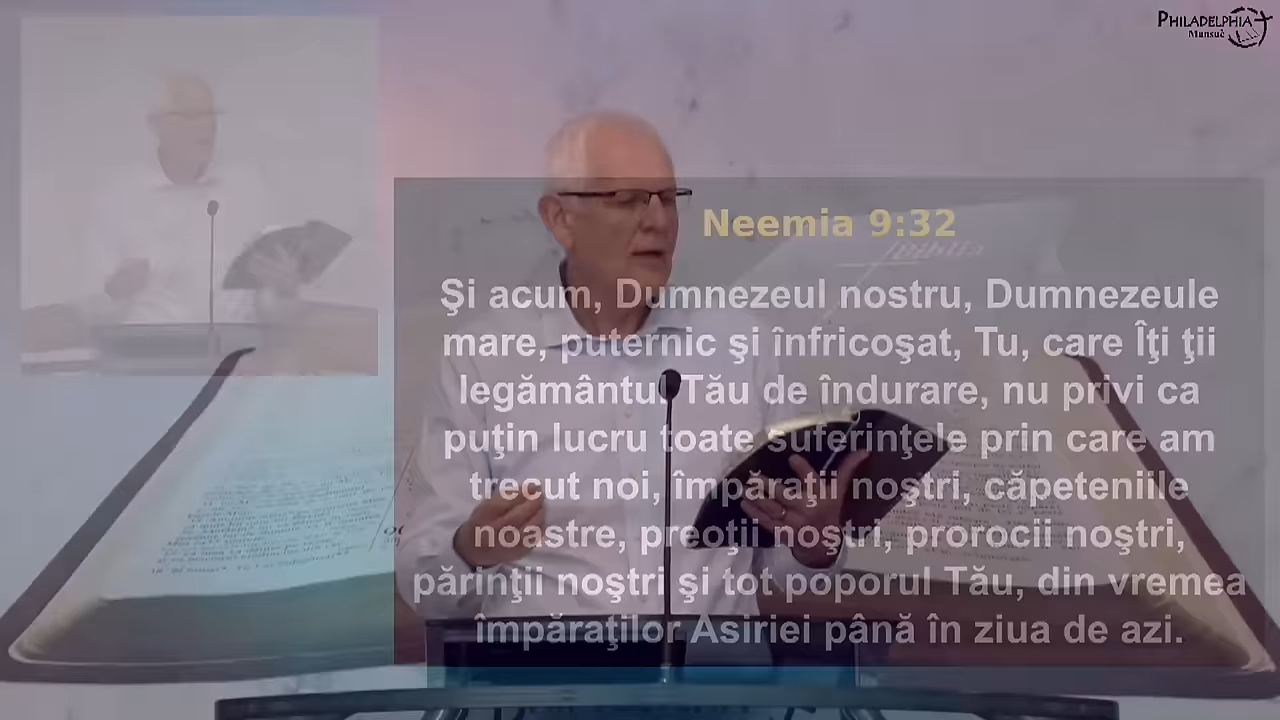 PHILADELPHIA
Mansuè
Neemia 9:32
Biblia
Şi acum, Dumnezeul nostru, Dumnezeule
mare, puternic şi înfricoşat, Tu, care Îţi ţii
legământul Tău de îndurare, nu privi ca
puţin lucru toate suferinţele prin care am
trecut noi, împăraţii noştri, căpeteniile
noastre, preoţii noştri, prorocii noştri,
părinţii noştri şi tot poporul Tău, din vremea
împăraţilor Asiriei până în ziua de azi.